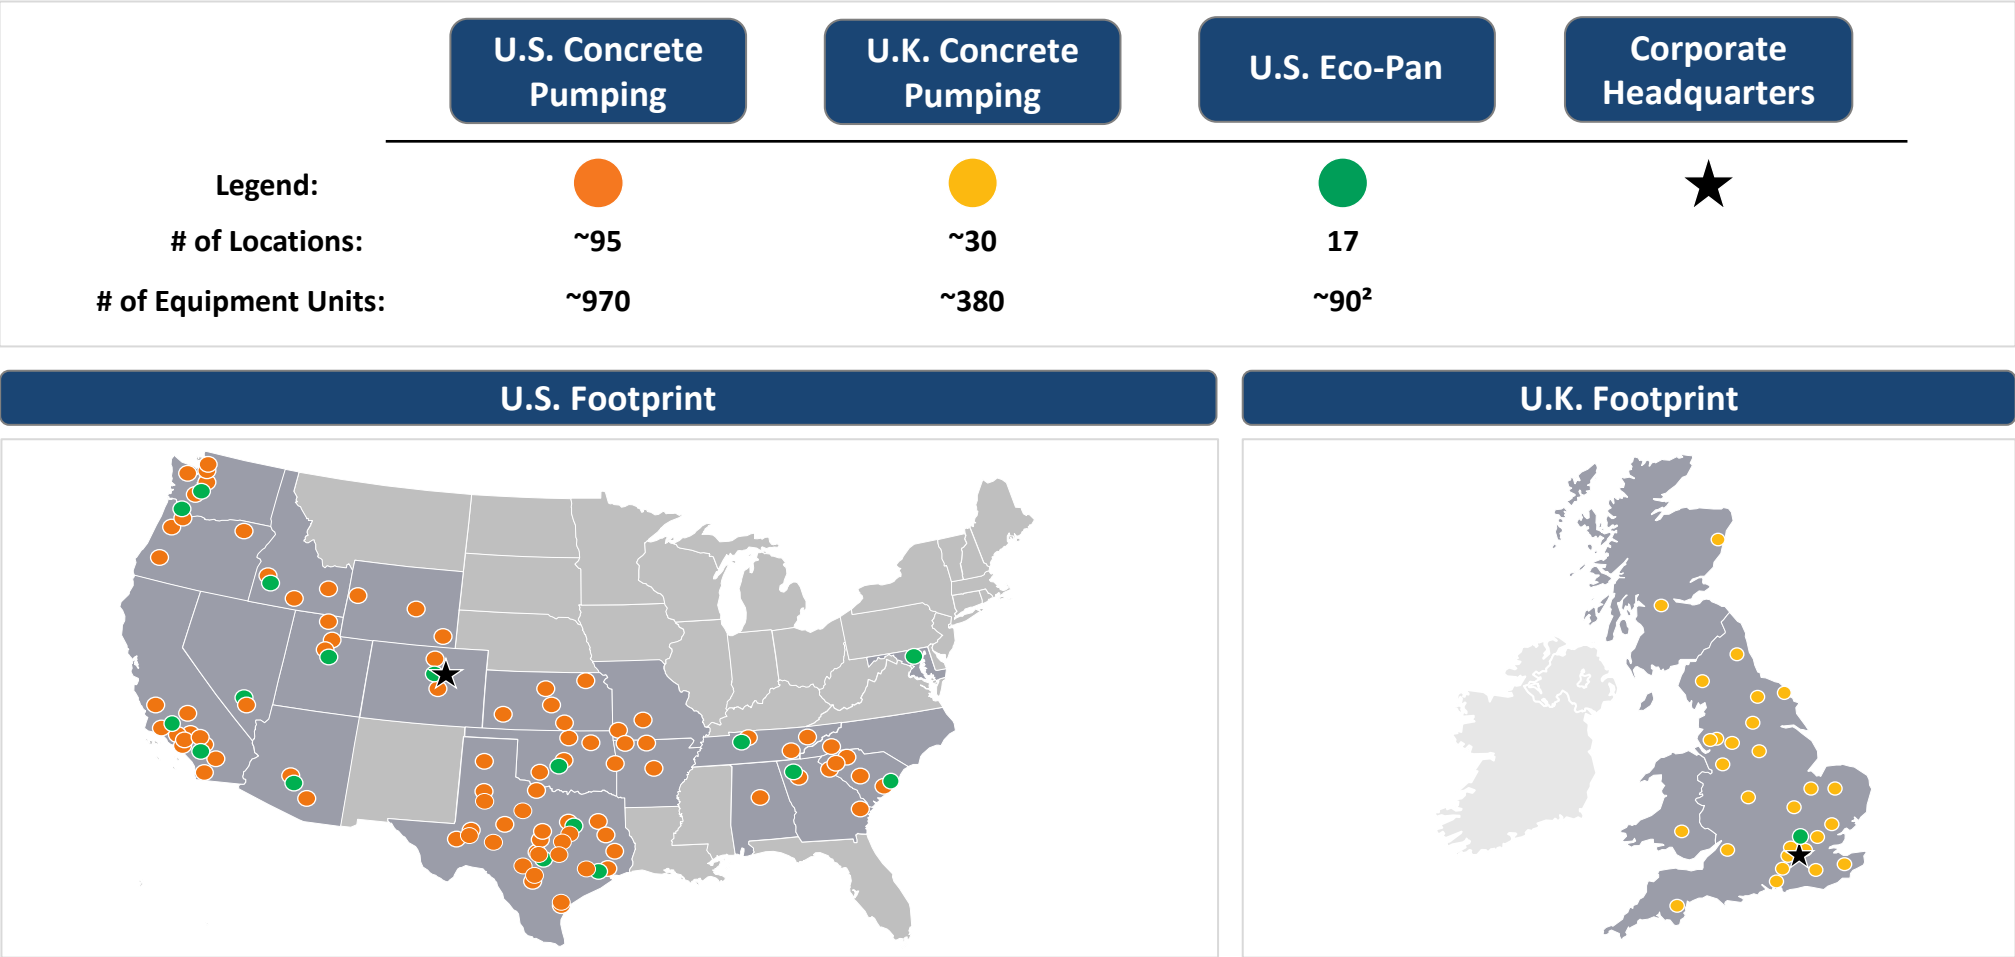 U.S. Concrete
Pumping
U.K. Concrete
Pumping
U.S. Eco-Pan
Corporate
Headquarters
Legend:
# of Locations: ~95 ~30 17
# of Equipment Units: ~970 ~380 ~90²
U.S. Footprint
U.K. Footprint